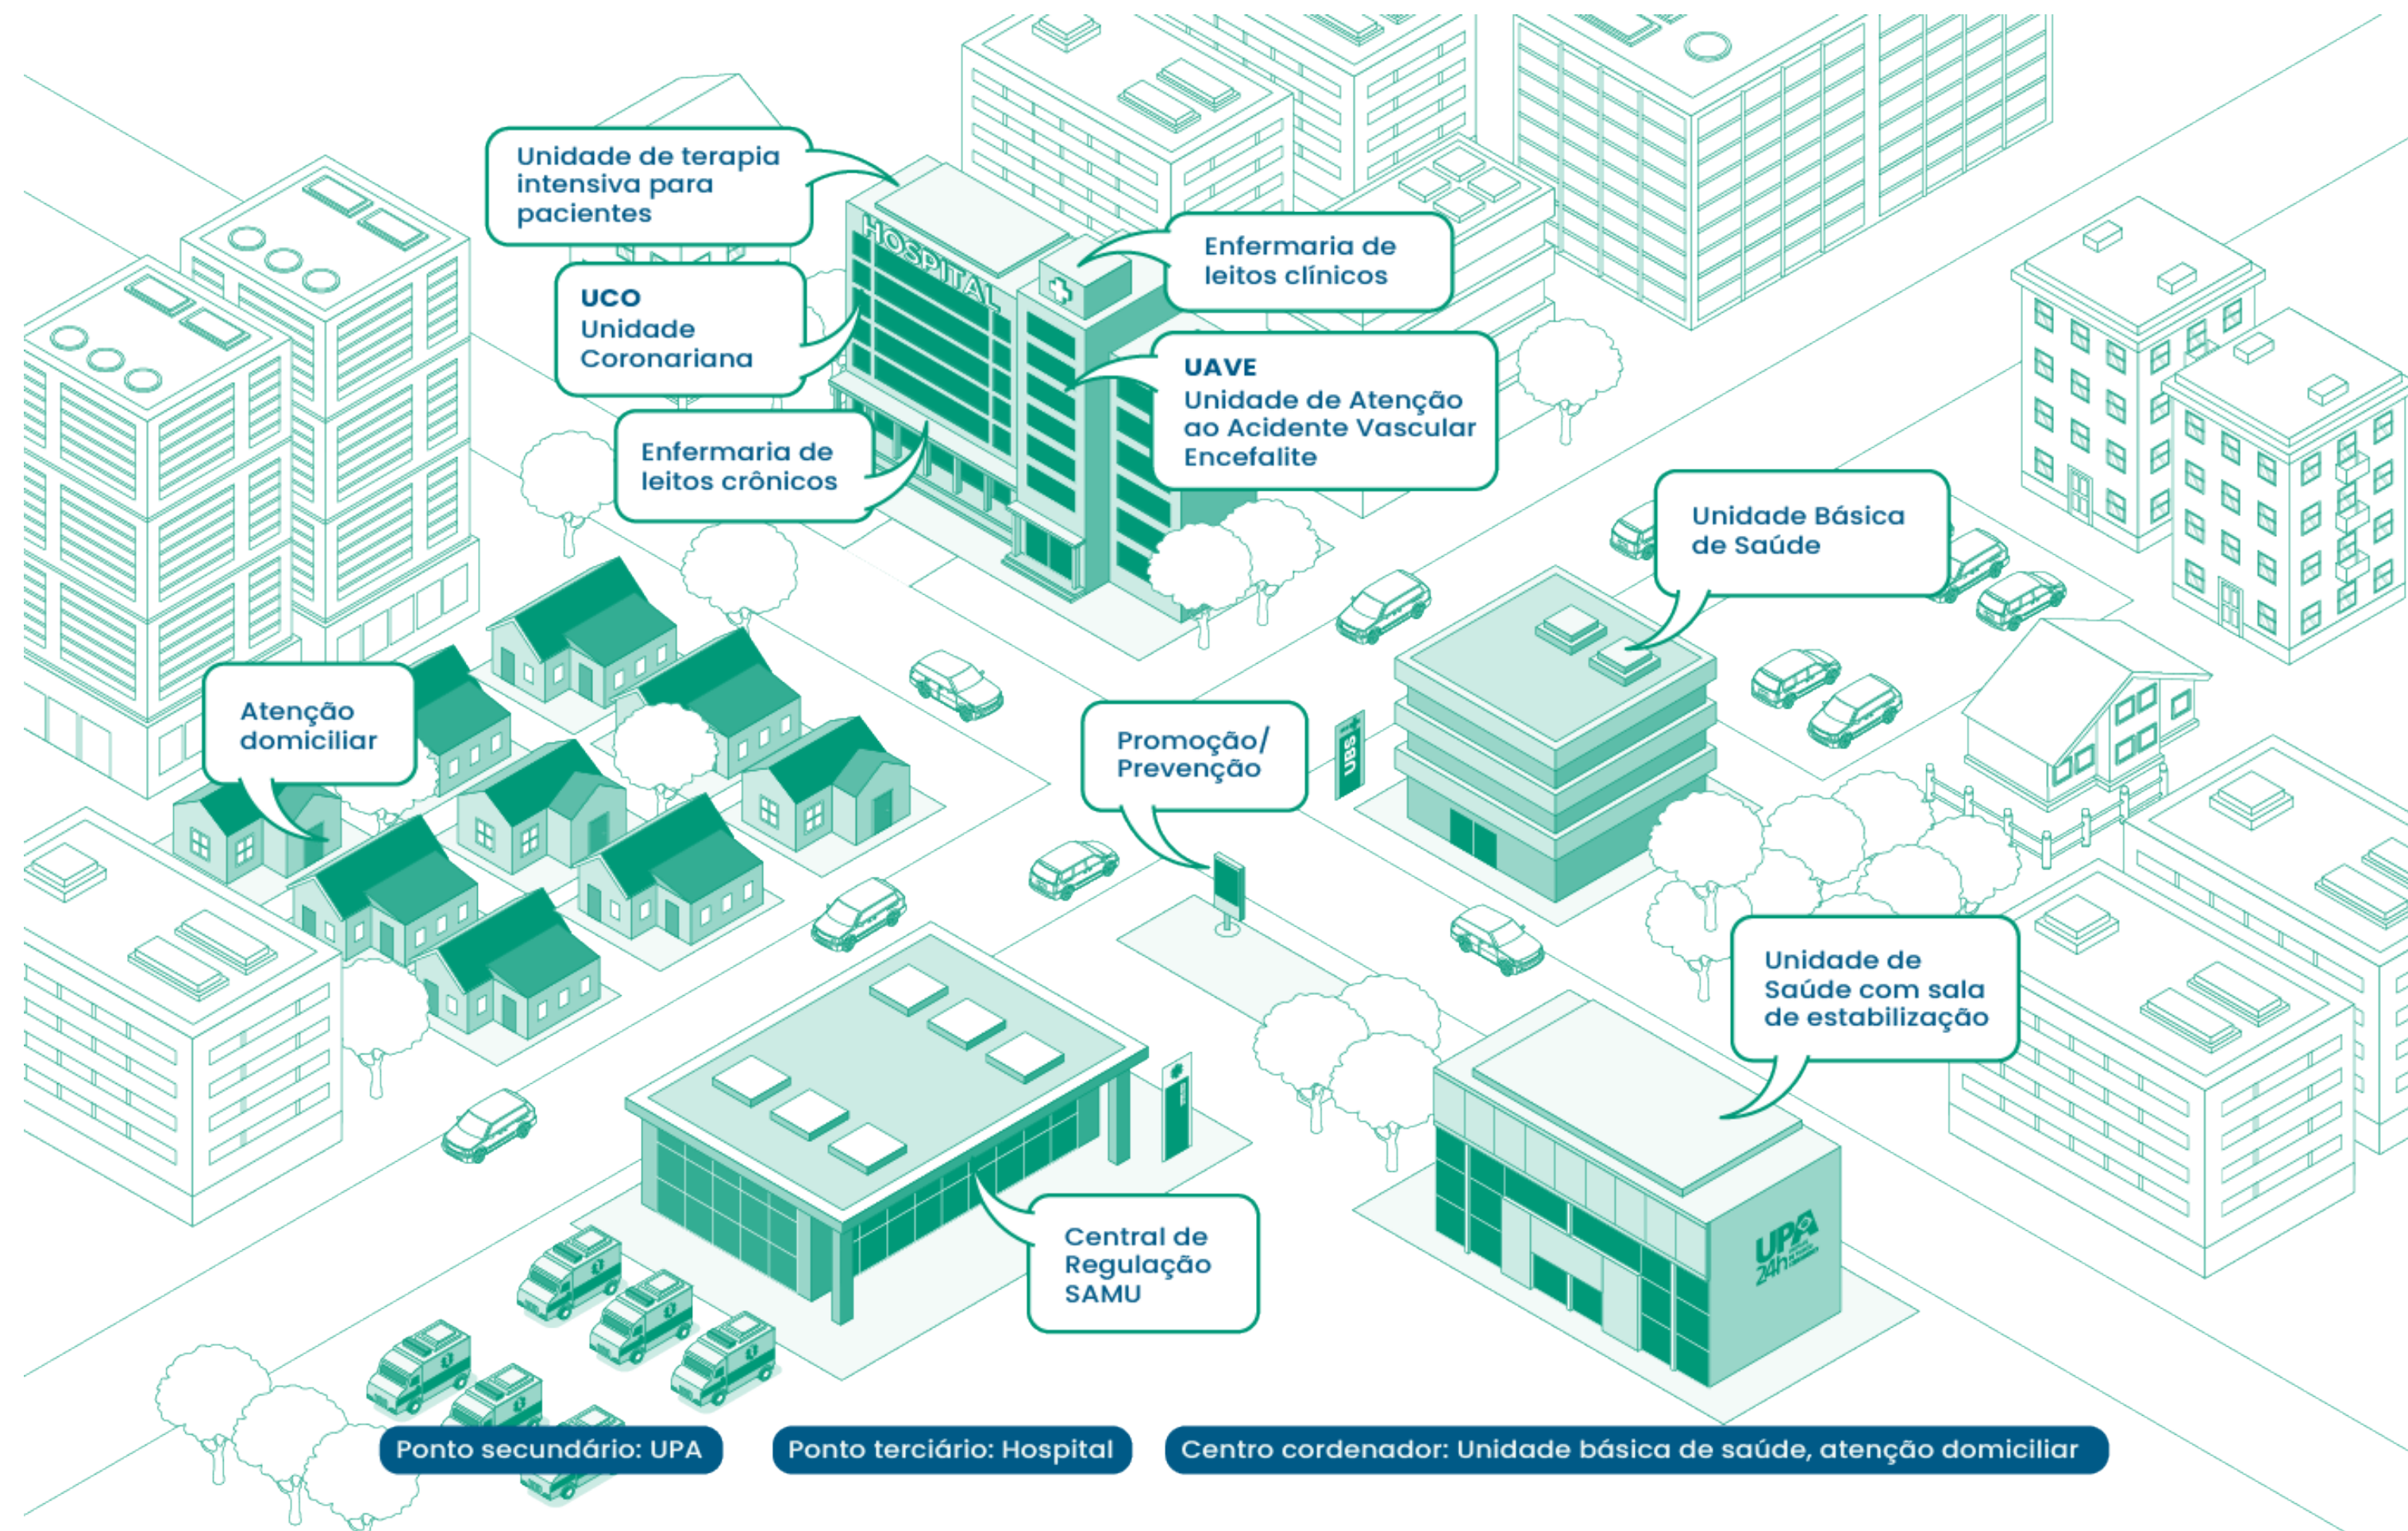 Unidade de terapia
intensiva para
pacientes
HOSPITAL
Enfermaria de
leitos clínicos
UCO
Unidade
Coronariana
UAVE
Unidade de Atenção
ao Acidente Vascular
Encefalite
Enfermaria de
leitos crônicos
Unidade Básica
de Saúde
Atenção
domiciliar
Promoção/
Prevenção
UBS
Unidade de
Saúde com sala
de estabilização
Central de
Regulação
SAMU
UPA
24h
Ponto secundário: UPA
Ponto terciário: Hospital
Centro cordenador: Unidade básica de saúde, atenção domiciliar